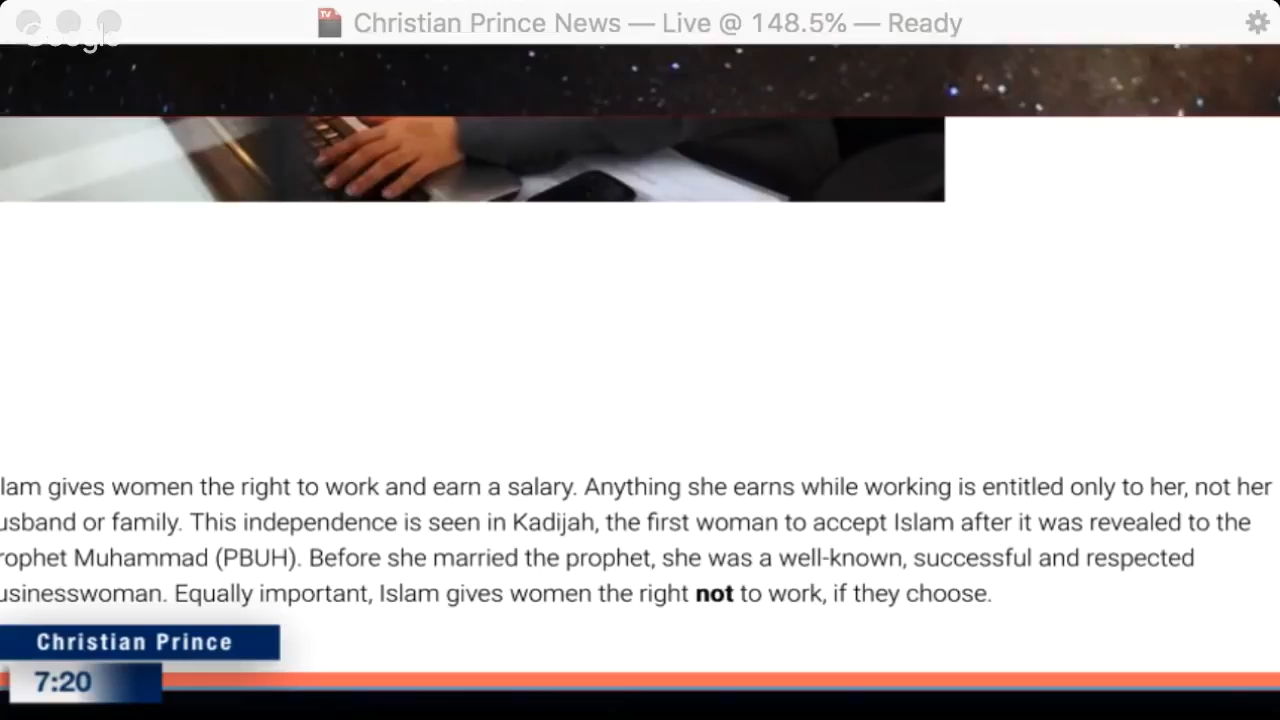 Christian Prince News — Live @ 148.5% — Ready
Google
TV
lam gives women the right to work and earn a salary. Anything she earns while working is entitled only to her, not her
usband or family. This independence is seen in Kadijah, the first woman to accept Islam after it was revealed to the
rophet Muhammad (PBUH). Before she married the prophet, she was a well-known, successful and respected
usinesswoman. Equally important, Islam gives women the right not to work, if they choose.
Christian Prince
7:20